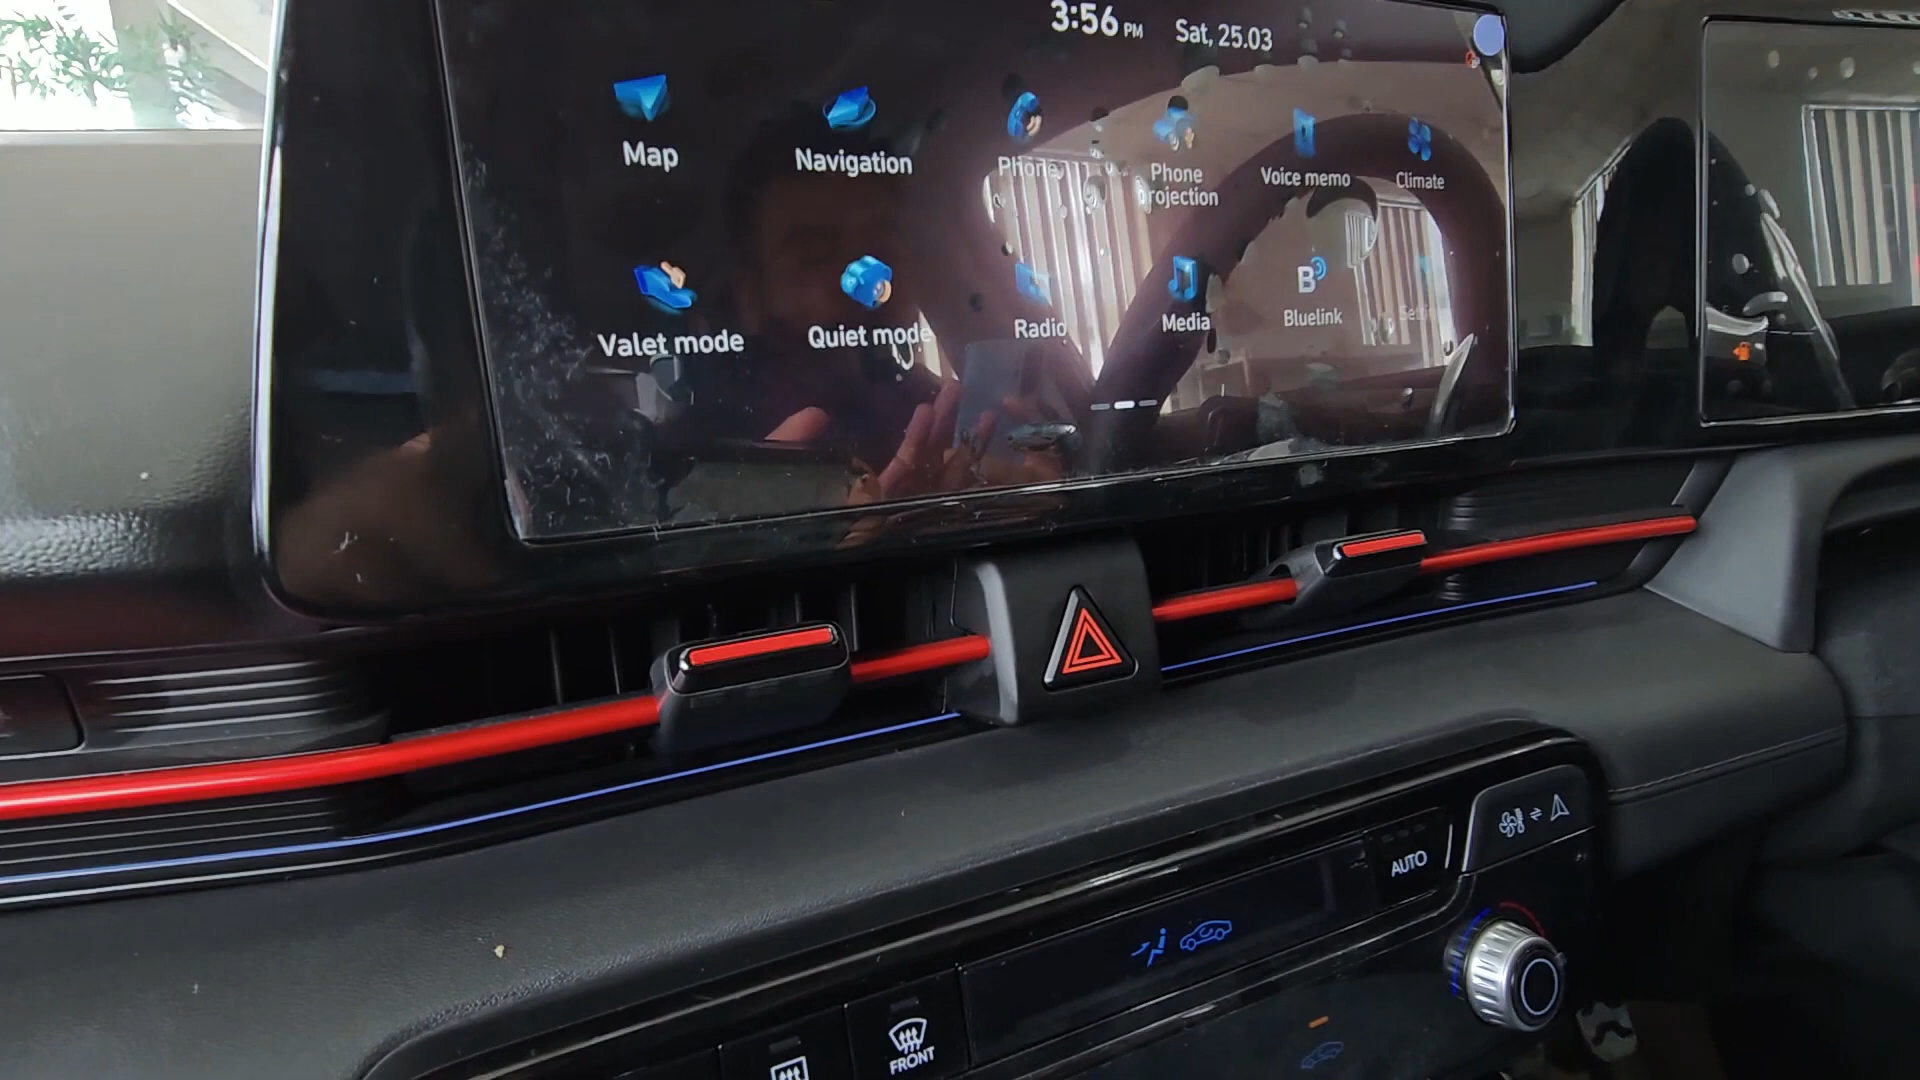 3:56 PM Sat, 25.03
Map
Navigation
Phone
Phone
projection
Voice memo
Climate
Valet mode
Quiet mode
Radio
Media
B
Bluelink
AUTO
FRONT